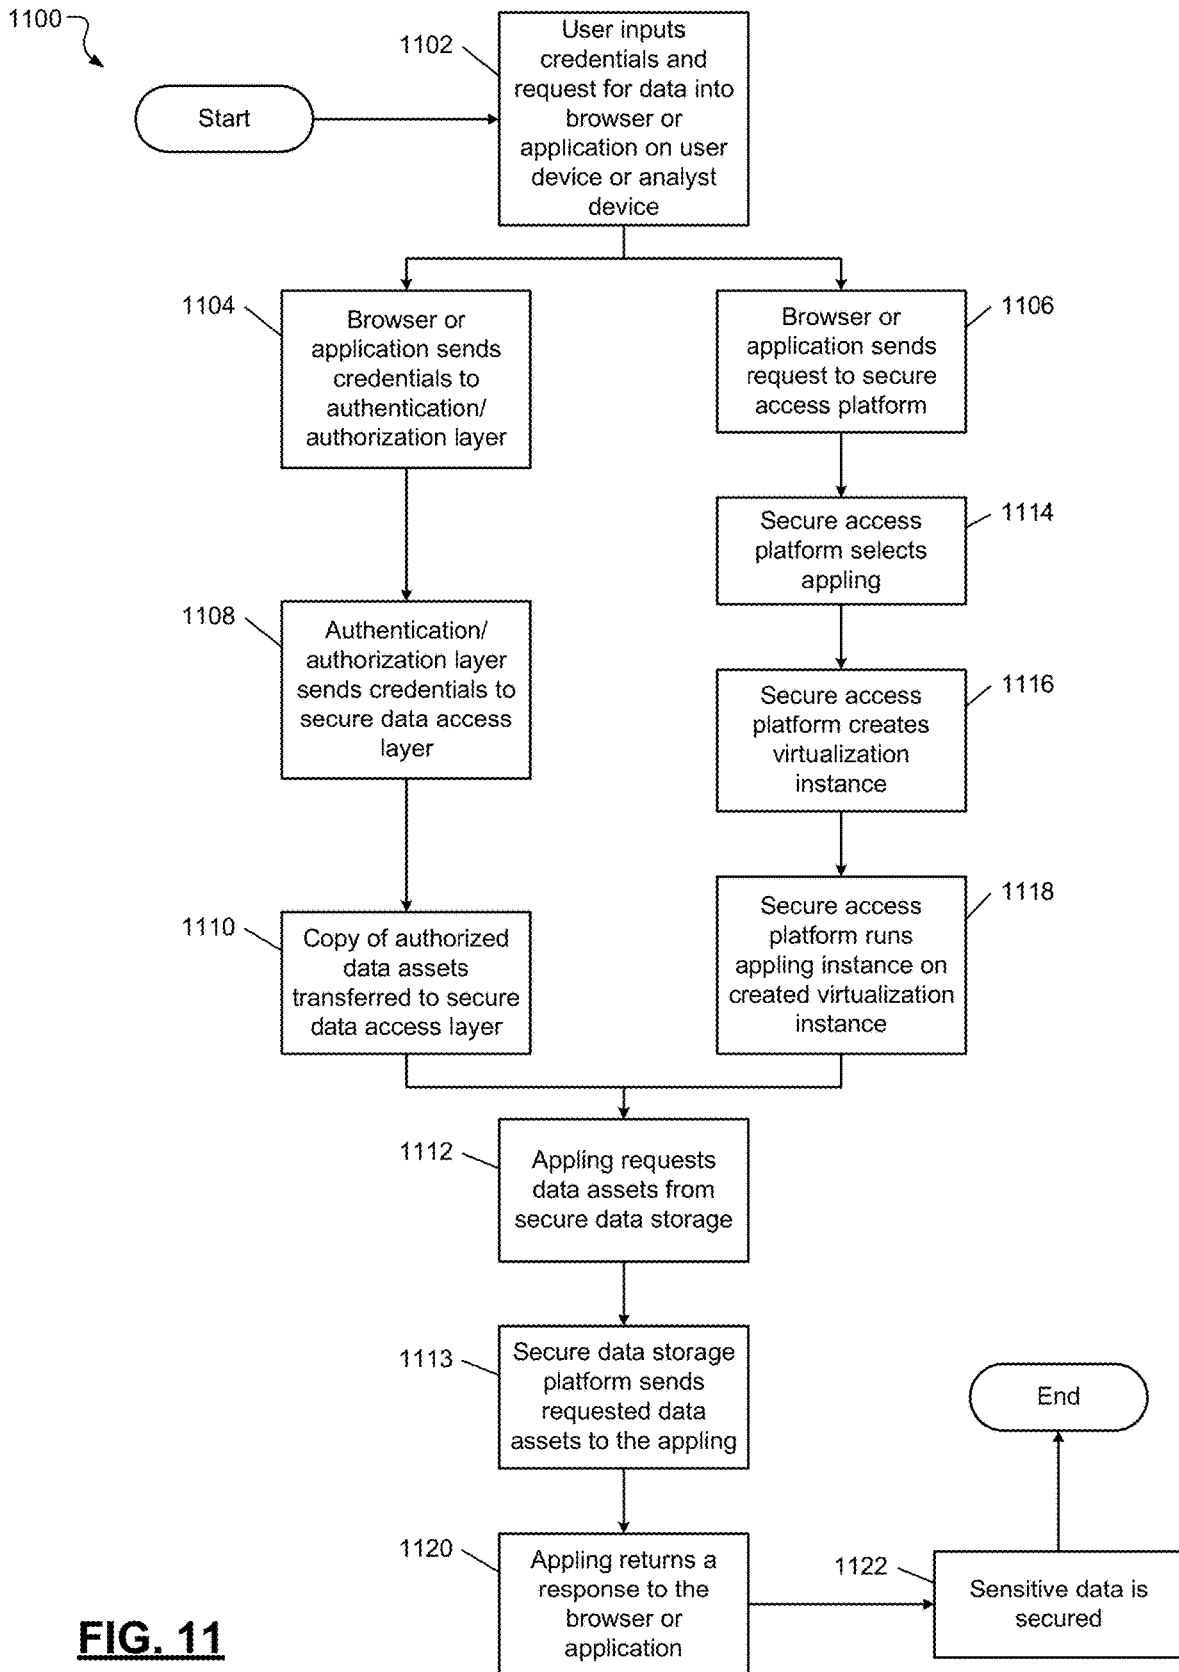 1100
Start
1102
User inputs
credentials and
request for data into
browser or
application on user
device or analyst
device
1104
Browser or
application sends
credentials to
authentication/
authorization layer
1106
Browser or
application sends
request to secure
access platform
1114
Secure access
platform selects
appling
1108
Authentication/
authorization layer
sends credentials to
secure data access
layer
1116
Secure access
platform creates
virtualization
instance
1110
Copy of authorized
data assets
transferred to secure
data access layer
1118
Secure access
platform runs
appling instance on
created virtualization
instance
1112
Appling requests
data assets from
secure data storage
1113
Secure data storage
platform sends
requested data
assets to the appling
End
1120
Appling returns a
response to the
browser or
application
1122
Sensitive data is
secured
FIG. 11